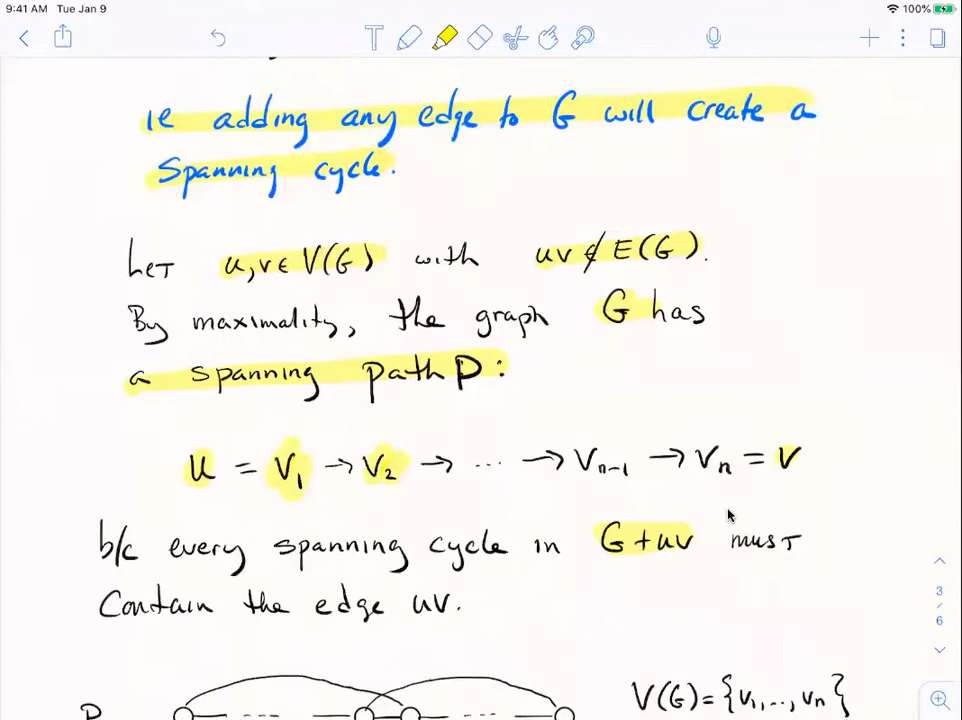 9:41 AM Tue Jan 9
100%
ie adding any edge to G will create a
spanning cycle.
Let u,v ∈ V(G) with uv ∉ E(G).
By maximality, the graph G has
a spanning path P:
u = v₁ → v₂ → ... → vₙ₋₁ → vₙ = v
b/c every spanning cycle in G+uv must
contain the edge uv.
3
/
6
P
V(G) = {v₁,..., vₙ}